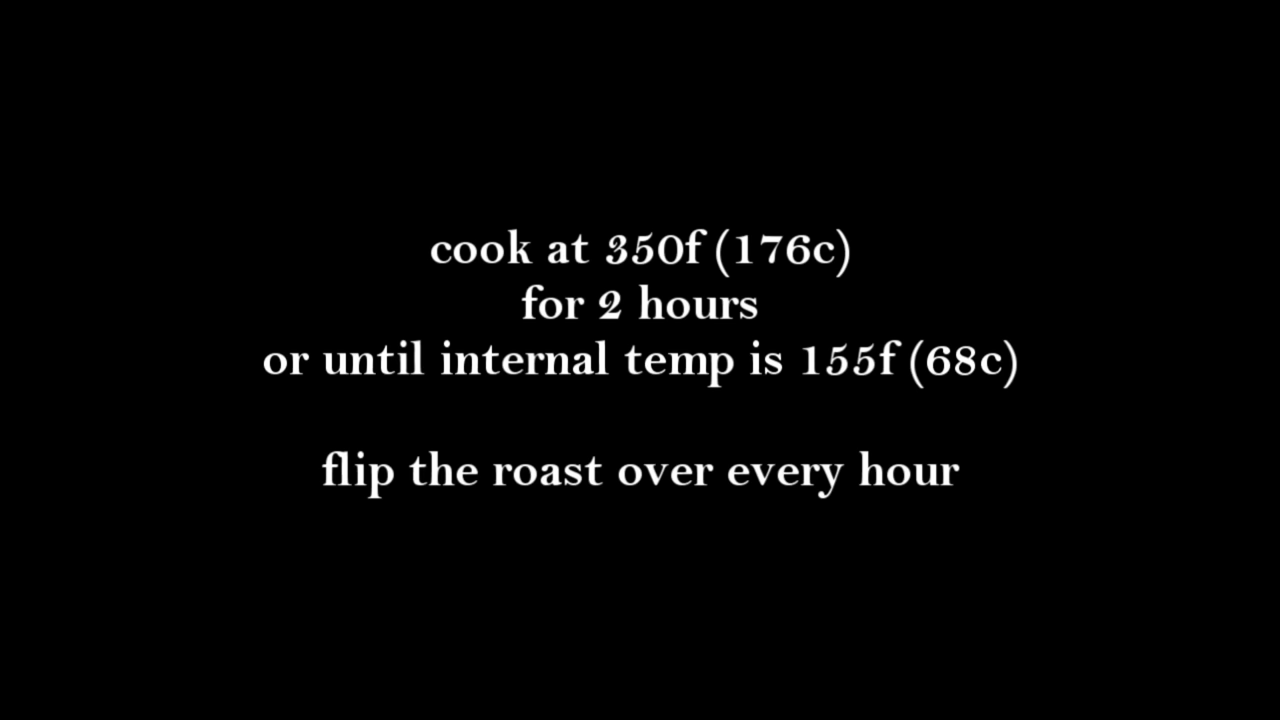 cook at 350f (176c)
for 2 hours
or until internal temp is 155f (68c)
flip the roast over every hour